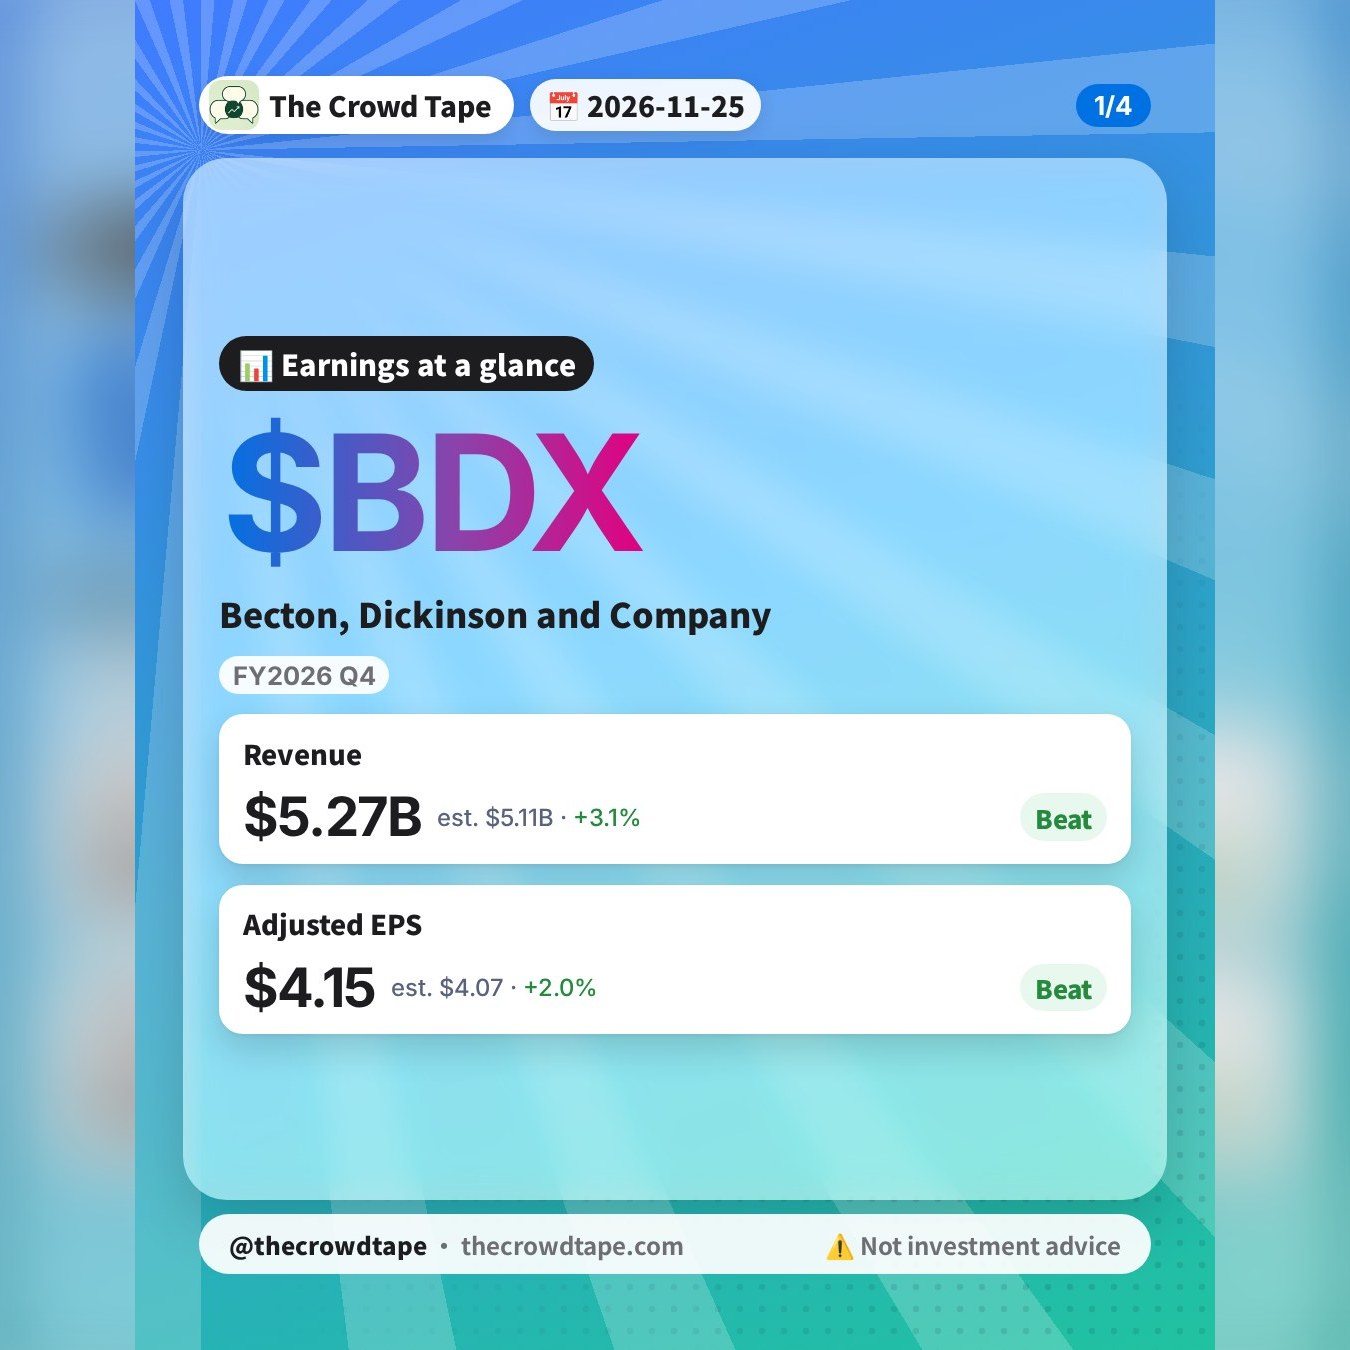 The Crowd Tape
📅 2026-11-25
1/4
📊 Earnings at a glance
$BDX
Becton, Dickinson and Company
FY2026 Q4
Revenue
$5.27B est. $5.11B · +3.1%
Beat
Adjusted EPS
$4.15 est. $4.07 · +2.0%
Beat
@thecrowdtape • thecrowdtape.com
⚠️ Not investment advice